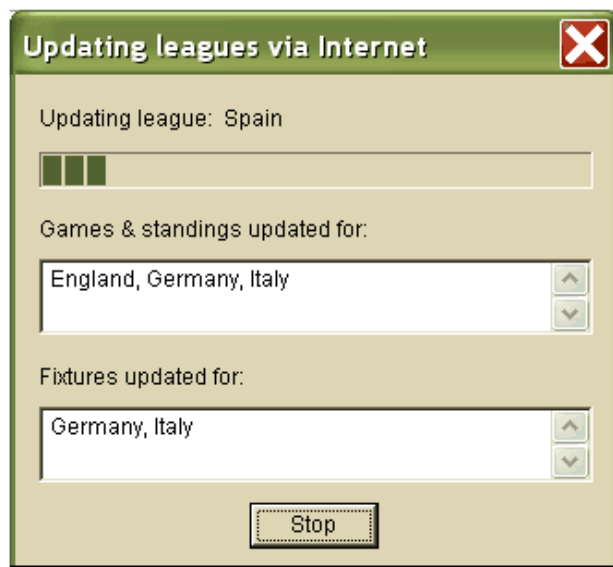 Updating leagues via Internet
Updating league: Spain
Games & standings updated for:
England, Germany, Italy
Fixtures updated for:
Germany, Italy
Stop